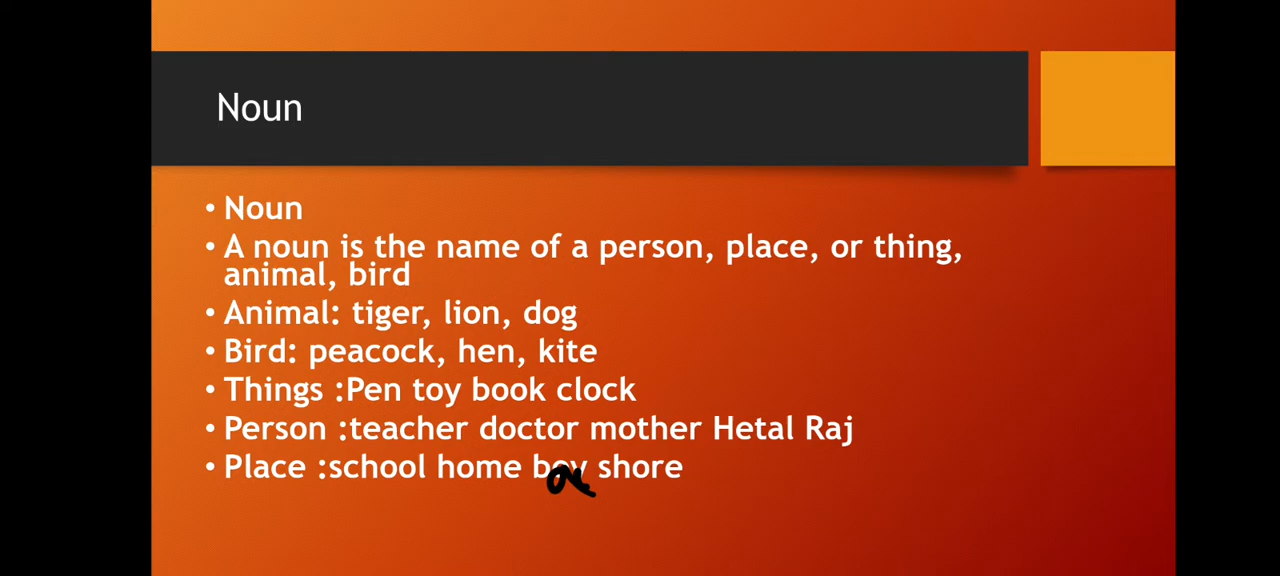 Noun
• Noun
• A noun is the name of a person, place, or thing,
animal, bird
• Animal: tiger, lion, dog
• Bird: peacock, hen, kite
• Things :Pen toy book clock
• Person :teacher doctor mother Hetal Raj
• Place :school home shore